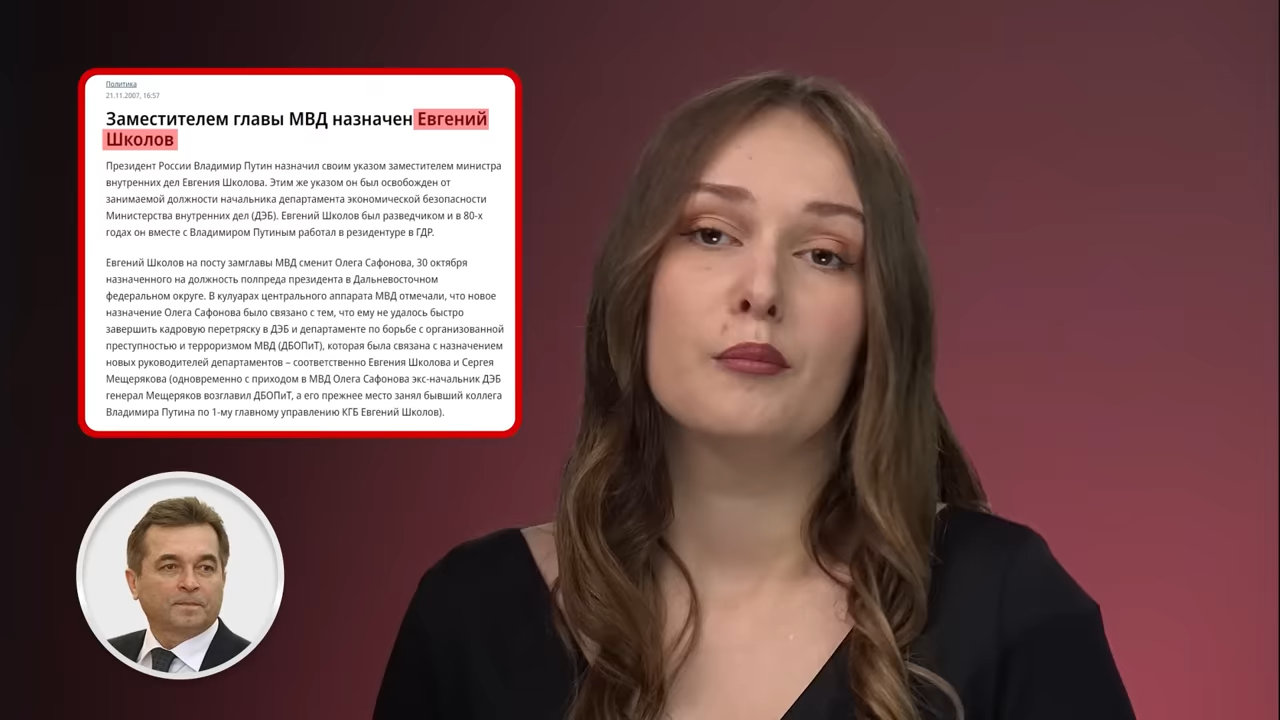 Политика
21.11.2007, 16:57
Заместителем главы МВД назначен Евгений
Школов
Президент России Владимир Путин назначил своим указом заместителем министра
внутренних дел Евгения Школова. Этим же указом он был освобожден от
занимаемой должности начальника департамента экономической безопасности
Министерства внутренних дел (ДЭБ). Евгений Школов был разведчиком и в 80-х
годах он вместе с Владимиром Путиным работал в резидентуре в ГДР.
Евгений Школов на посту замглавы МВД сменит Олега Сафонова, 30 октября
назначенного на должность полпреда президента в Дальневосточном
федеральном округе. В кулуарах центрального аппарата МВД отмечали, что новое
назначение Олега Сафонова было связано с тем, что ему не удалось быстро
завершить кадровую перетряску в ДЭБ и департаменте по борьбе с организованной
преступностью и терроризмом МВД (ДБОПиТ), которая была связана с назначением
новых руководителей департаментов – соответственно Евгения Школова и Сергея
Мещерякова (одновременно с приходом в МВД Олега Сафонова экс-начальник ДЭБ
генерал Мещеряков возглавил ДБОПиТ, а его прежнее место занял бывший коллега
Владимира Путина по 1-му главному управлению КГБ Евгений Школов).